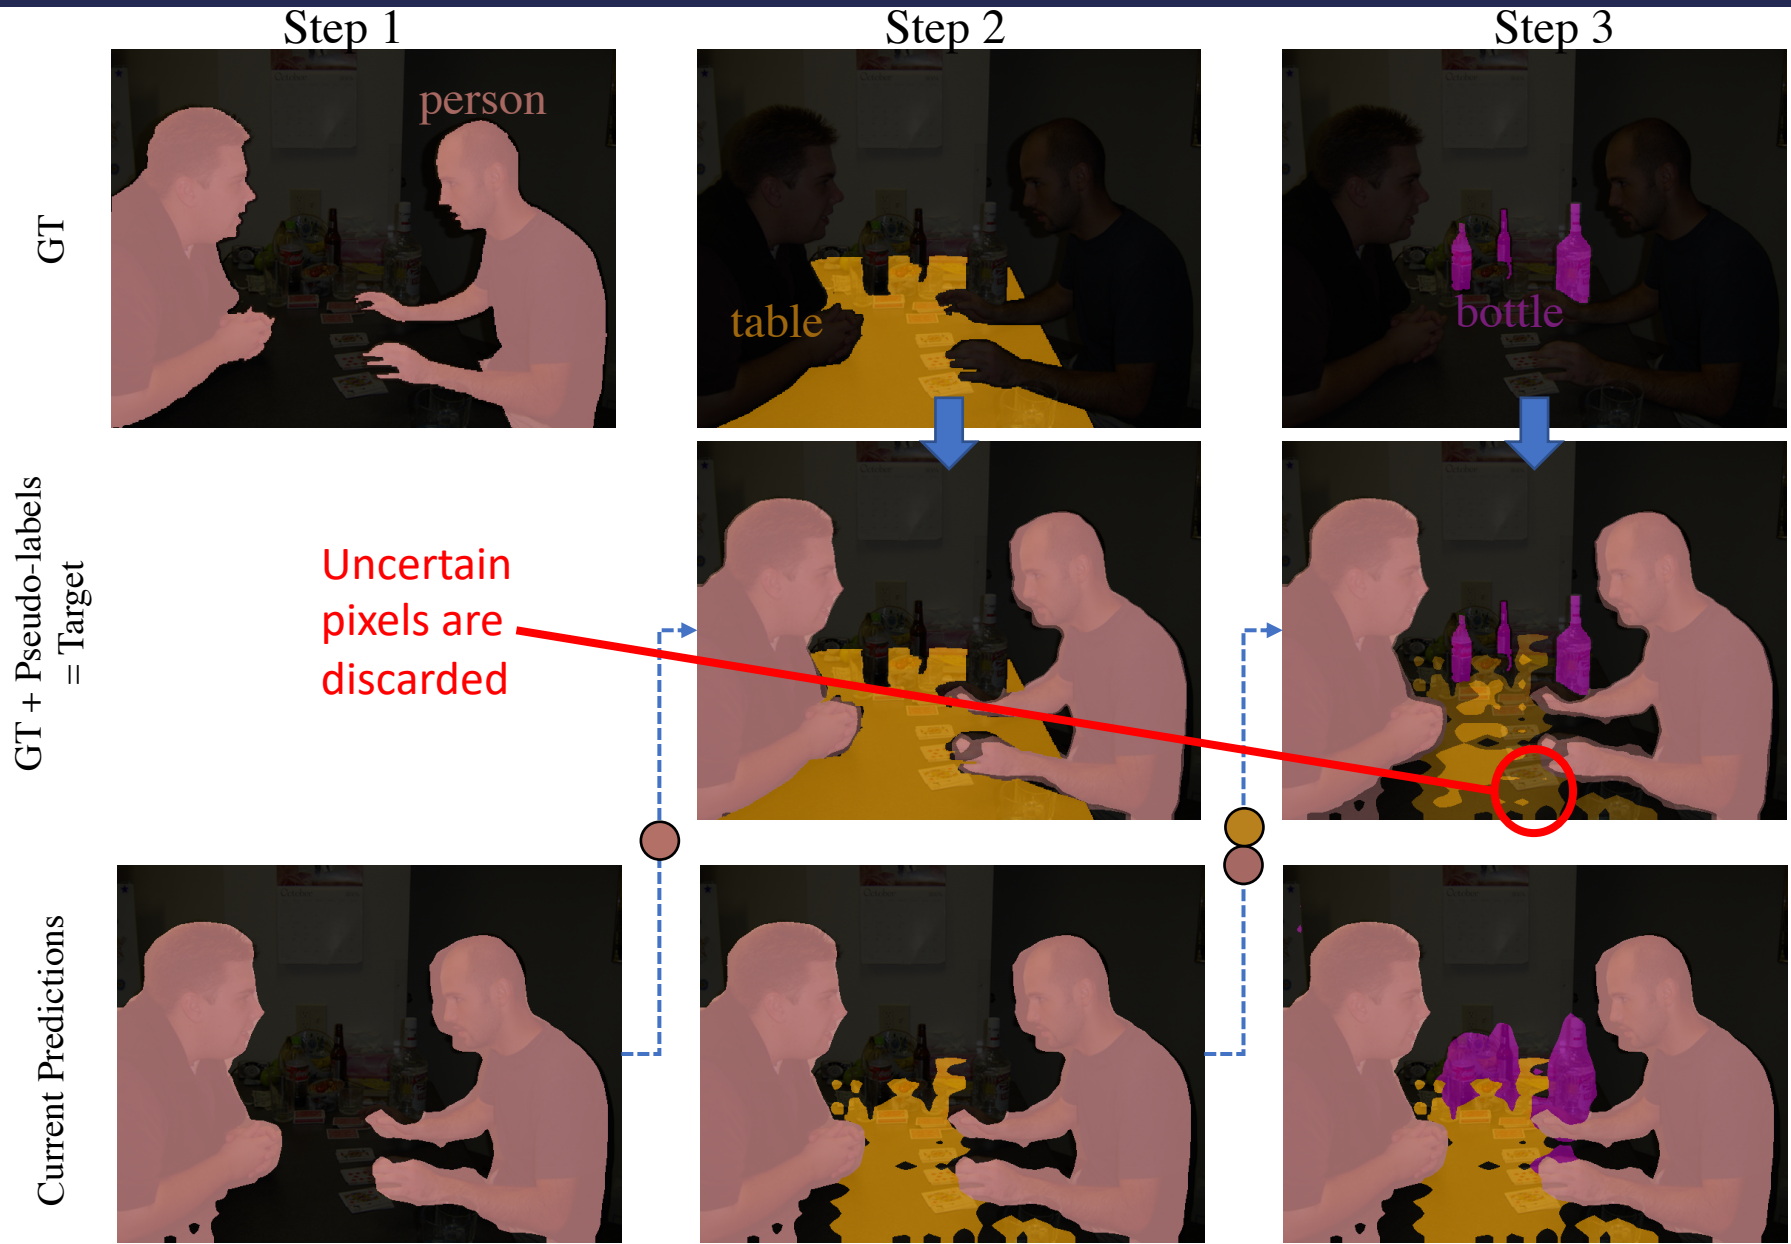 Step 1
Step 2
Step 3
GT
person
table
bottle
GT + Pseudo-labels
= Target
Uncertain
pixels are
discarded
Current Predictions